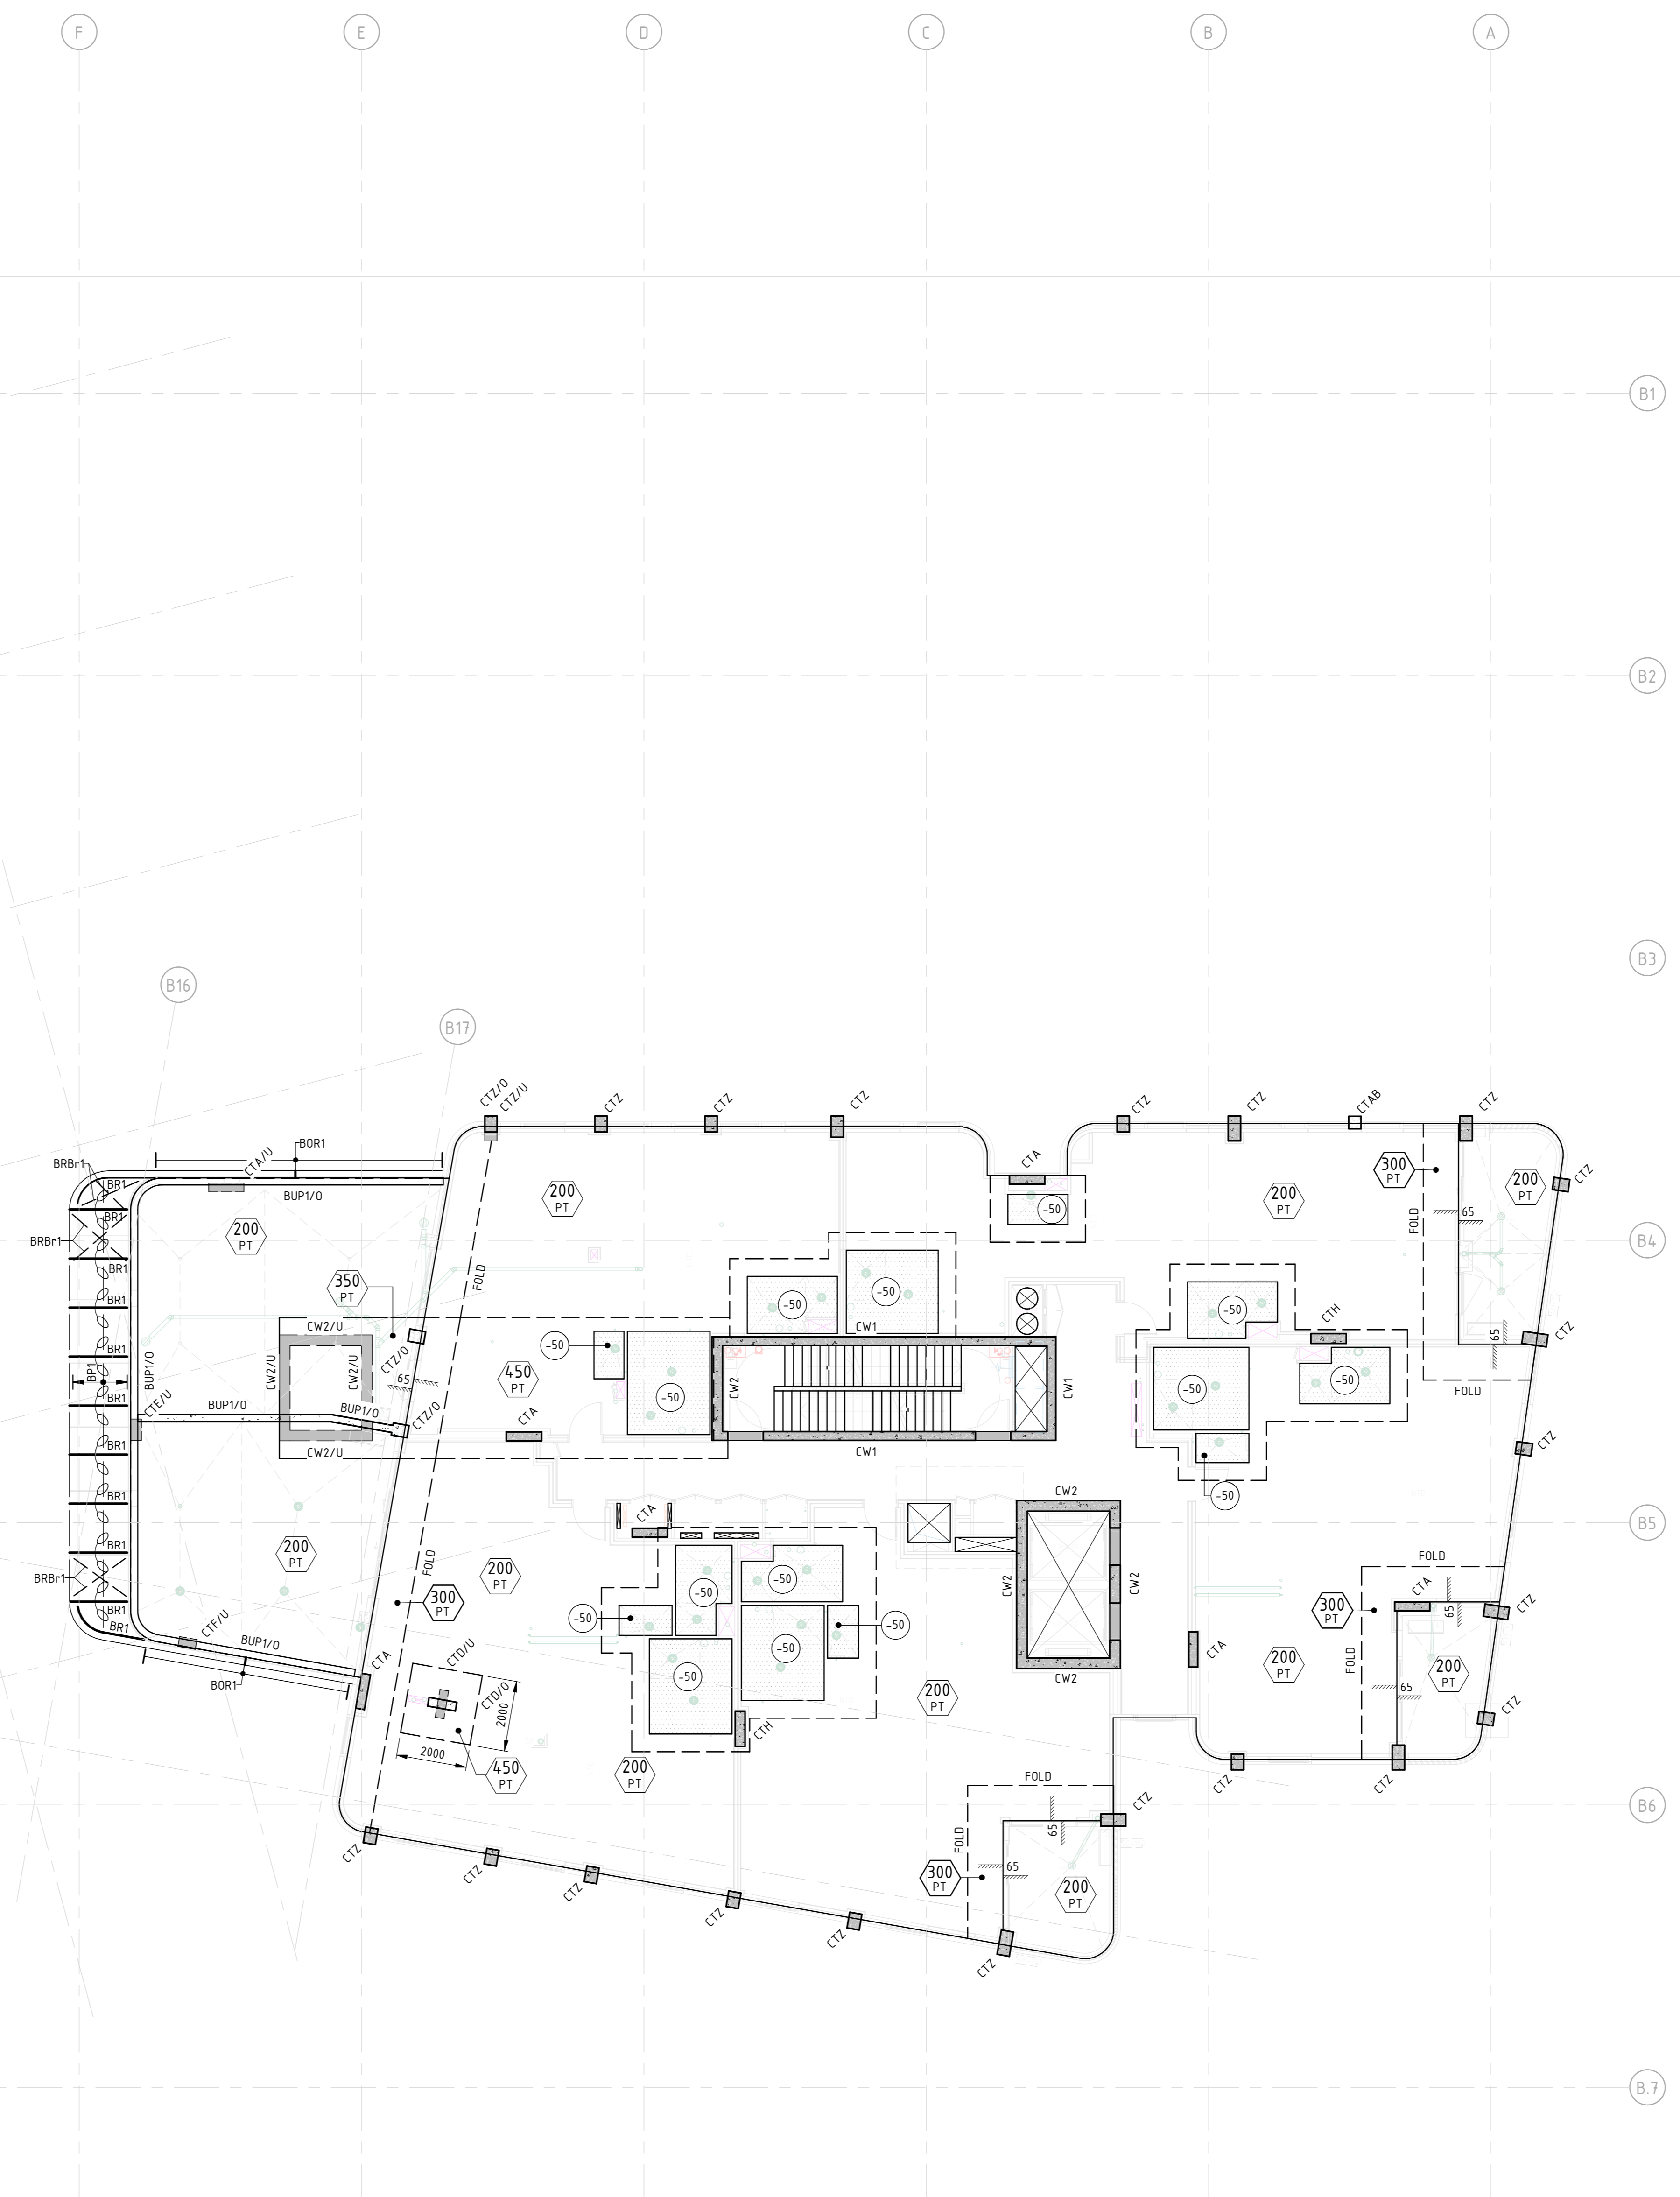 F
E
D
C
B
A
B1
B2
B3
B16
B17
CTZ/O
CTZ/U
CTZ
CTZ
CTZ
CTZ
CTZ
CTAB
CTZ
BOR1
BRBr1
CTA/U
CTA
BR1
BUP1/O
BR1
200
PT
200
PT
300
PT
200
PT
200
PT
CTZ
-50
65
FOLD
BRBr1
B4
BR1
FOLD
350
PT
-50
-50
-50
BR1
CTH
CW2/U
CW1
65
CTZ
BR1
-50
CTZ/O
BP1
BUP1/O
CW2/U
CW2/U
65
450
PT
-50
CW2
CW1
-50
-50
FOLD
BR1
CTE/U
BUP1/O
BUP1/O
CTZ/O
CTA
BR1
CW2/U
CW1
CTZ
BR1
CW2
-50
CTA
B5
BR1
200
PT
FOLD
200
PT
FOLD
BRBr1
-50
-50
CW2
CW2
300
PT
-50
-50
300
PT
CTA
65
CTZ
BR1
BR1
CTF/U
BUP1/O
-50
CTA
CTD/U
-50
CW2
200
PT
FOLD
200
PT
65
BOR1
CTA
CTD/O
200
PT
2000
CTH
CTZ
2000
450
PT
200
PT
FOLD
CTZ
CTZ
B6
CTZ
CTZ
65
FOLD
CTZ
65
300
PT
200
PT
CTZ
CTZ
CTZ
CTZ
B.7